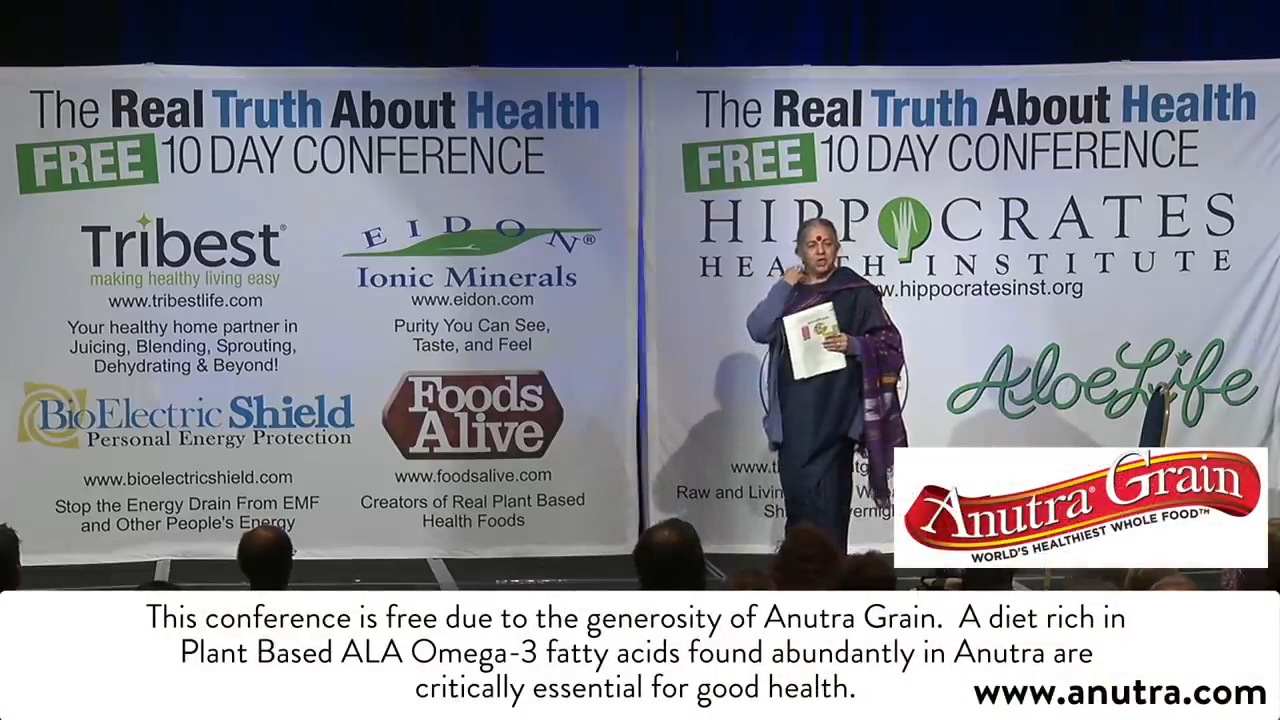 The Real Truth About Health
FREE 10 DAY CONFERENCE
Tribest®
making healthy living easy
www.tribestlife.com
Your healthy home partner in
Juicing, Blending, Sprouting,
Dehydrating & Beyond!
EIDON®
Ionic Minerals
www.eidon.com
Purity You Can See,
Taste, and Feel
BioElectric Shield
Personal Energy Protection
www.bioelectricshield.com
Stop the Energy Drain From EMF
and Other People's Energy
Foods
Alive
www.foodsalive.com
Creators of Real Plant Based
Health Foods
The Real Truth About Health
FREE 10 DAY CONFERENCE
HIPPOCRATES
HEALTH INSTITUTE
www.hippocratesinst.org
AloeLife
Raw and
Anutra® Grain
WORLD'S HEALTHIEST WHOLE FOOD™
This conference is free due to the generosity of Anutra Grain. A diet rich in
Plant Based ALA Omega-3 fatty acids found abundantly in Anutra are
critically essential for good health.
www.anutra.com